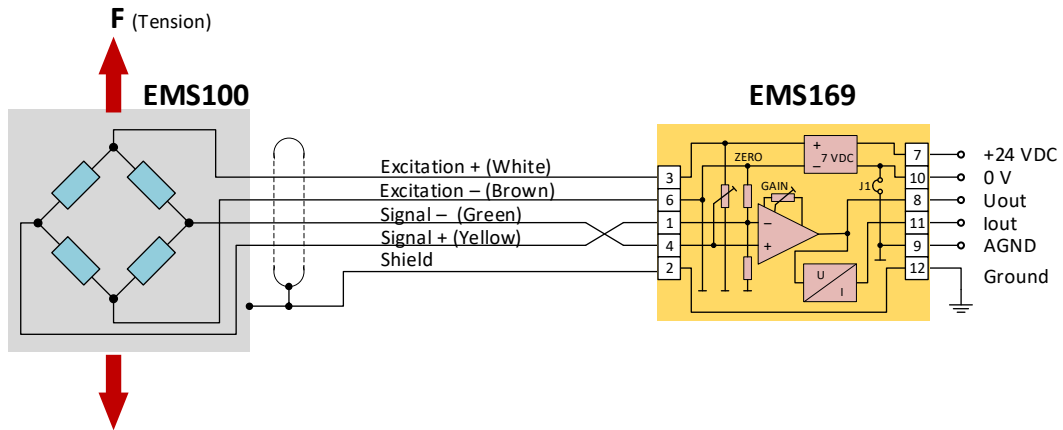 F (Tension)
EMS100
EMS169
Excitation + (White)
Excitation – (Brown)
Signal – (Green)
Signal + (Yellow)
Shield
3
6
1
4
2
ZERO
GAIN
–
+
+
–
7 VDC
J1
U
I
7
10
8
11
9
12
+24 VDC
0 V
Uout
Iout
AGND
Ground